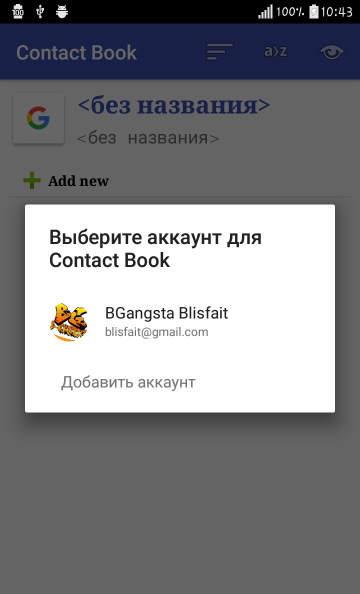 100% 10:43
Contact Book
a›z
<без названия>
<без названия>
Add new
Выберите аккаунт для
Contact Book
BG
BGangsta Blisfait
blisfait@gmail.com
Добавить аккаунт